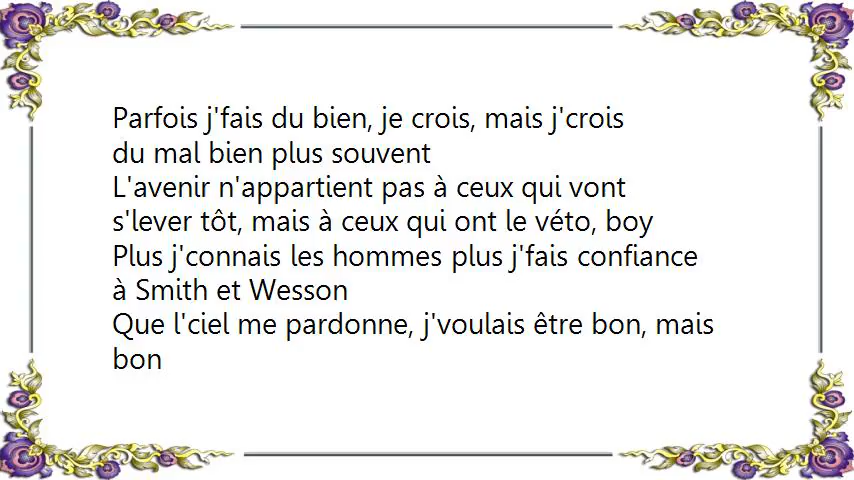 Parfois j'fais du bien, je crois, mais j'crois
du mal bien plus souvent
L'avenir n'appartient pas à ceux qui vont
s'lever tôt, mais à ceux qui ont le véto, boy
Plus j'connais les hommes plus j'fais confiance
à Smith et Wesson
Que l'ciel me pardonne, j'voulais être bon, mais
bon